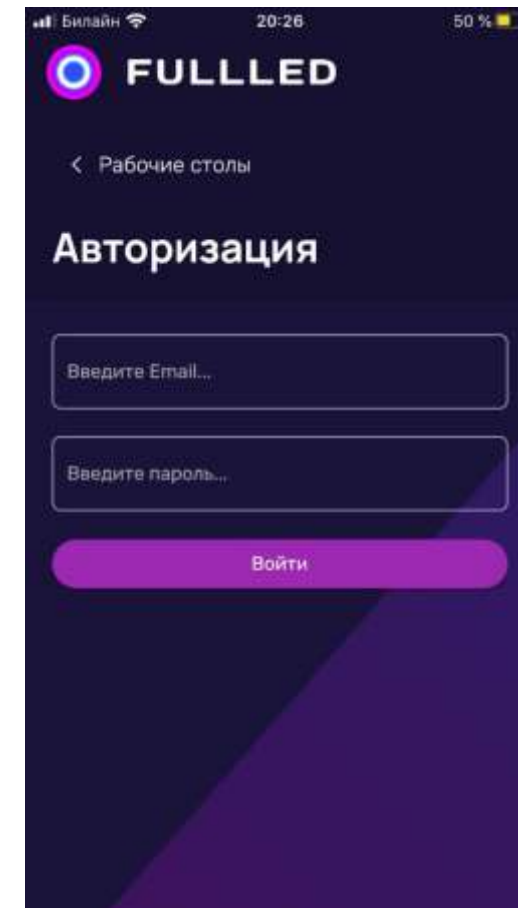 Билайн 20:26 50 %
FULLLED
< Рабочие столы
Авторизация
Введите Email...
Введите пароль...
Войти